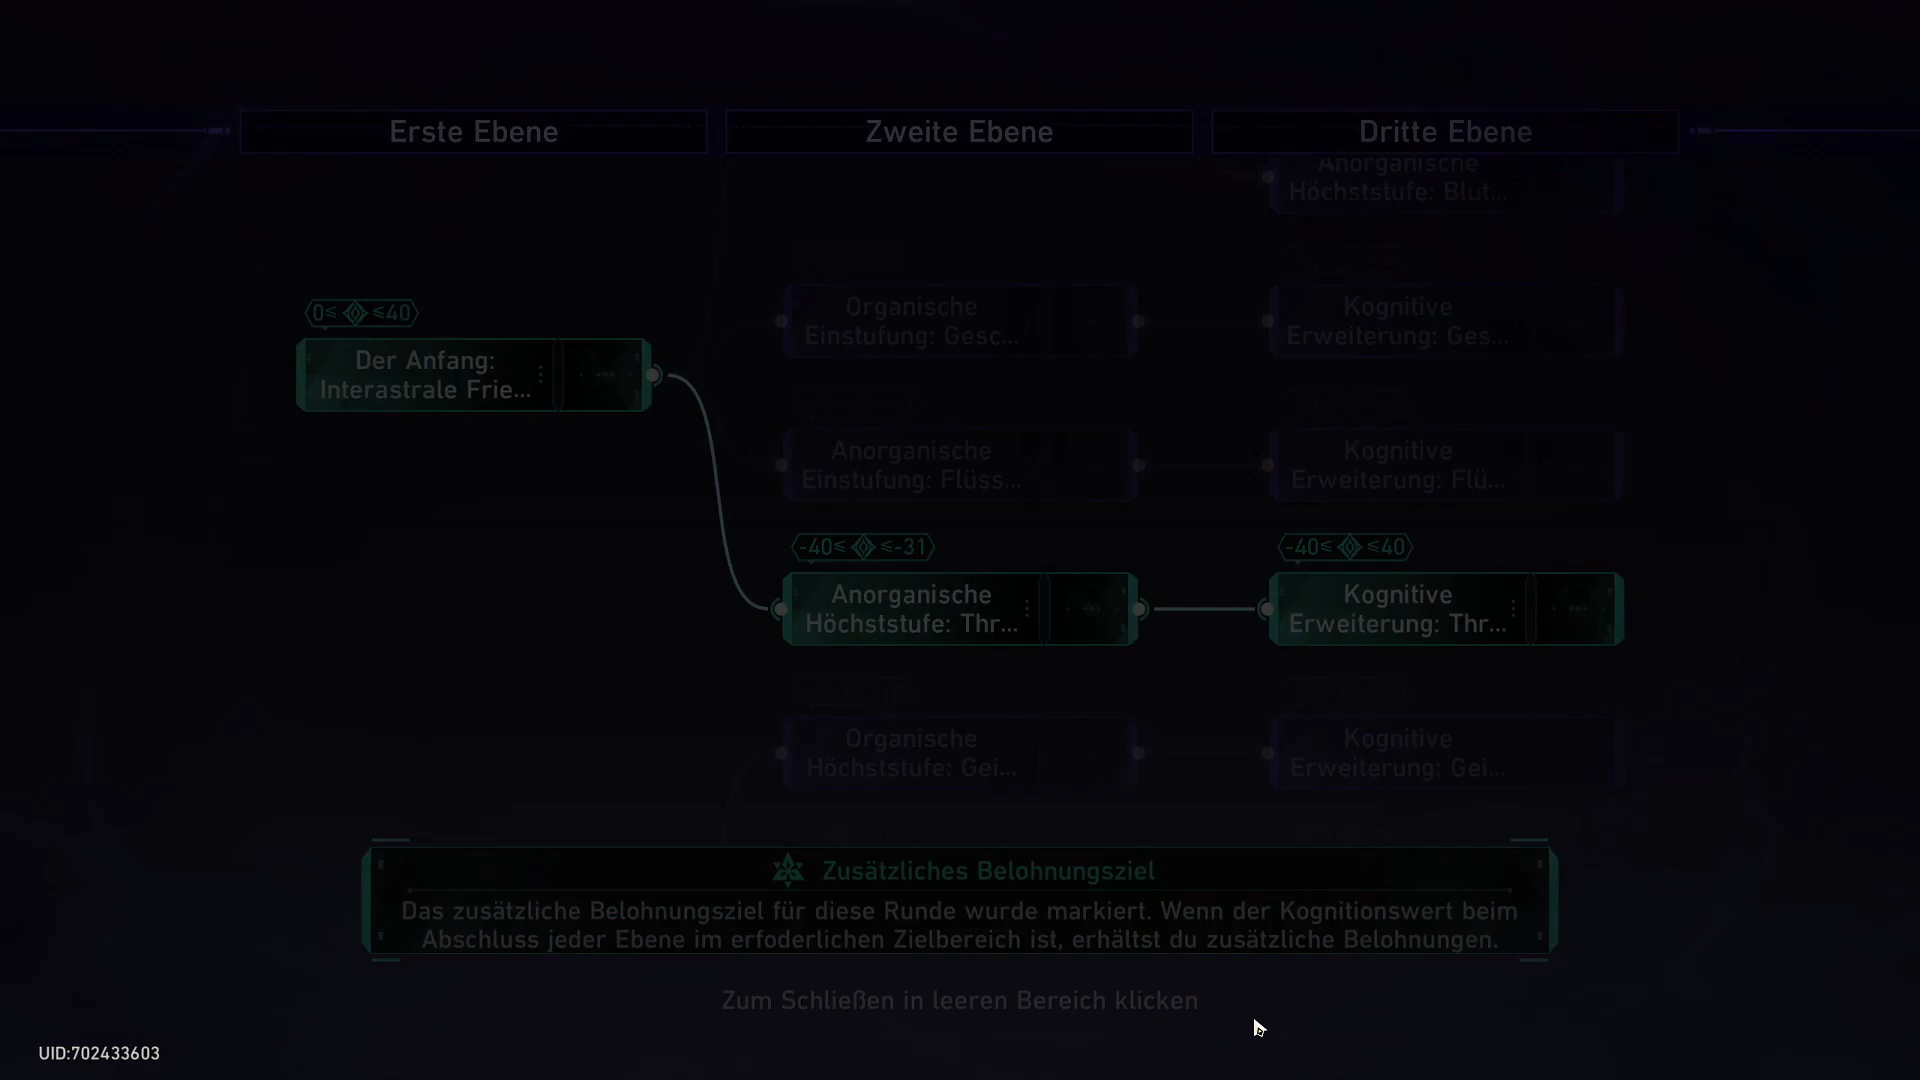 Erste Ebene
Zweite Ebene
Dritte Ebene
Anorganische
Höchststufe: Blut...
0≤ ≤40
Der Anfang:
Interastrale Frie...
Organische
Einstufung: Gesc...
Kognitive
Erweiterung: Ges...
Anorganische
Einstufung: Flüss...
Kognitive
Erweiterung: Flü...
-40≤ ≤-31
Anorganische
Höchststufe: Thr...
-40≤ ≤40
Kognitive
Erweiterung: Thr...
Organische
Höchststufe: Gei...
Kognitive
Erweiterung: Gei...
Zusätzliches Belohnungsziel
Das zusätzliche Belohnungsziel für diese Runde wurde markiert. Wenn der Kognitionswert beim
Abschluss jeder Ebene im erfoderlichen Zielbereich ist, erhältst du zusätzliche Belohnungen.
Zum Schließen in leeren Bereich klicken
UID:702433603